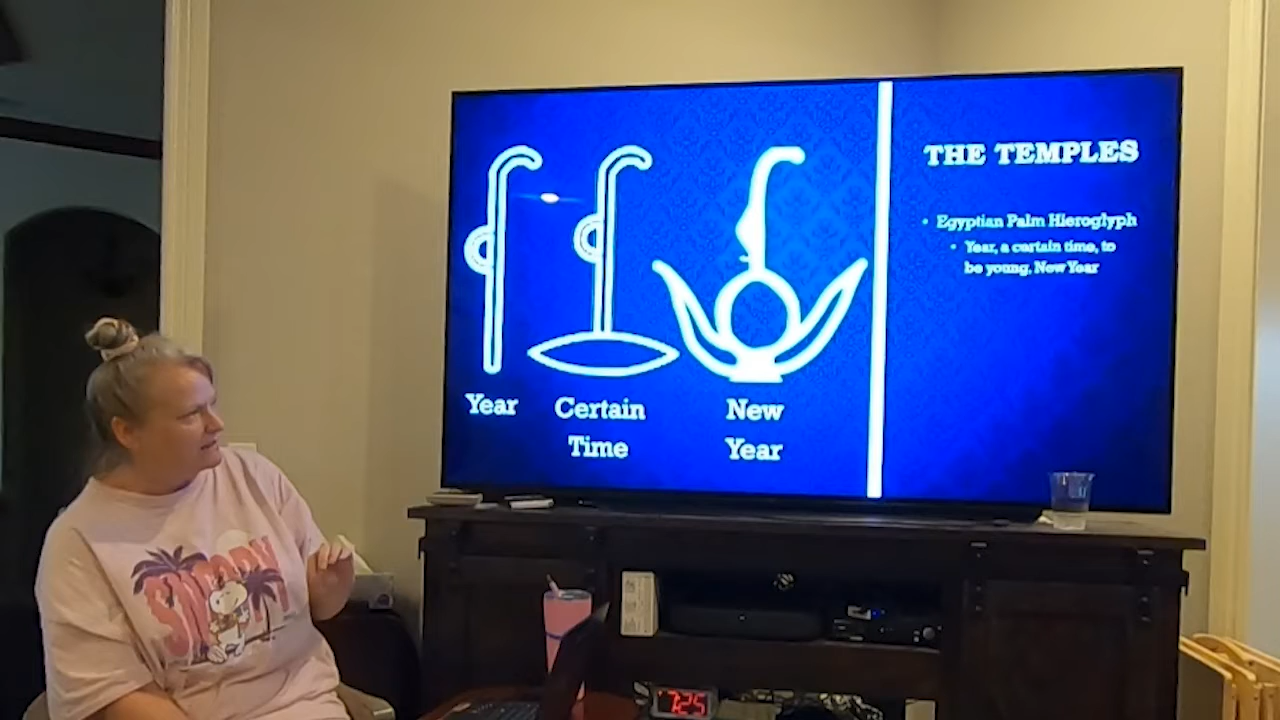 THE TEMPLES
• Egyptian Palm Hieroglyph
• Year, a certain time, to
be young, New Year
Year
Certain
Time
New
Year
SNOOPY
7:25